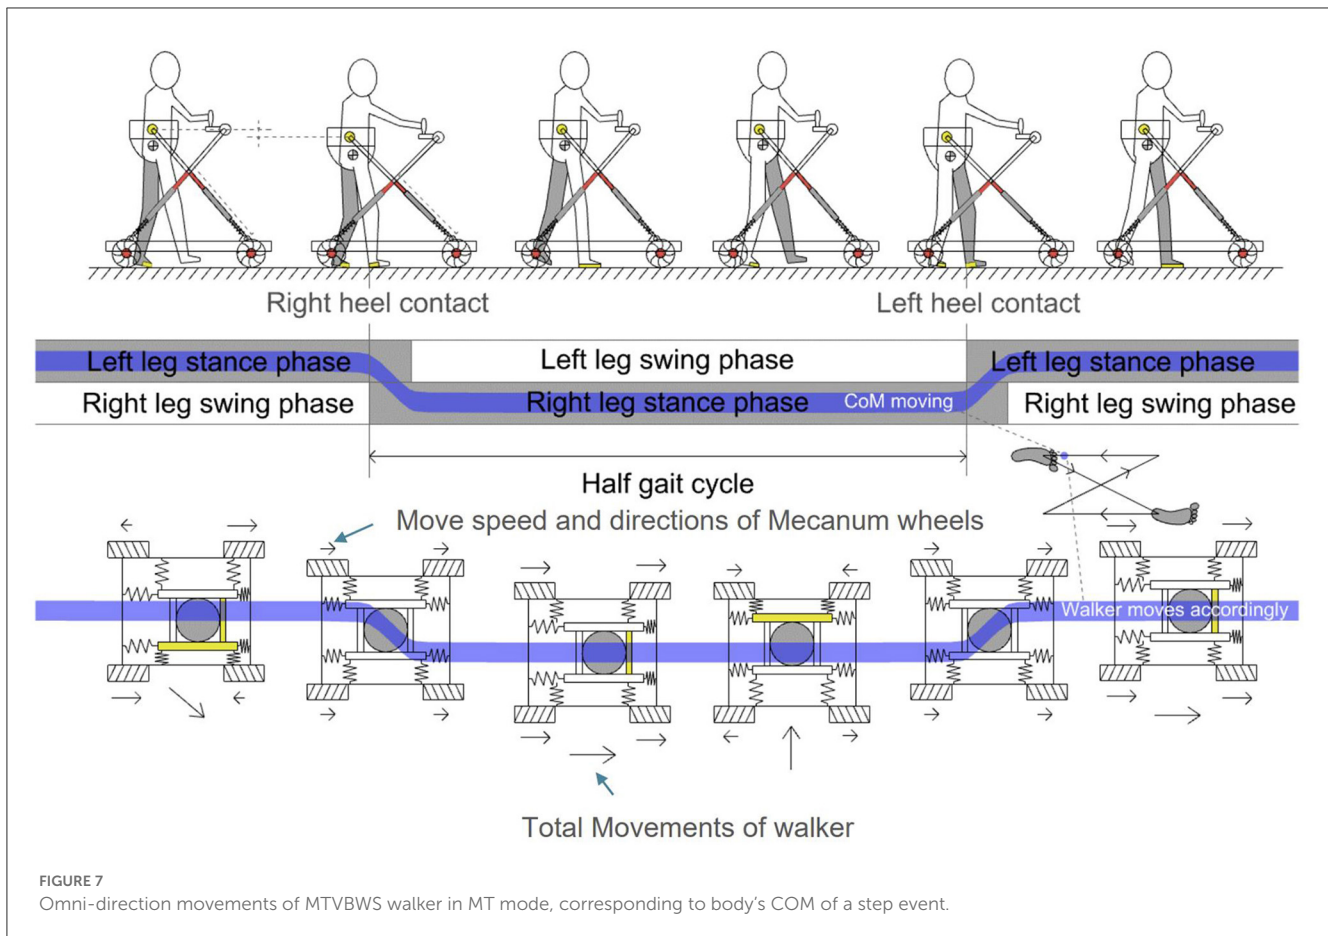 Right heel contact
Left heel contact
Left leg stance phase
Left leg swing phase
Left leg stance phase
Right leg swing phase
Right leg stance phase
CoM moving
Right leg swing phase
Half gait cycle
Move speed and directions of Mecanum wheels
Walker moves accordingly
Total Movements of walker
FIGURE 7
Omni-direction movements of MTVBWS walker in MT mode, corresponding to body's COM of a step event.